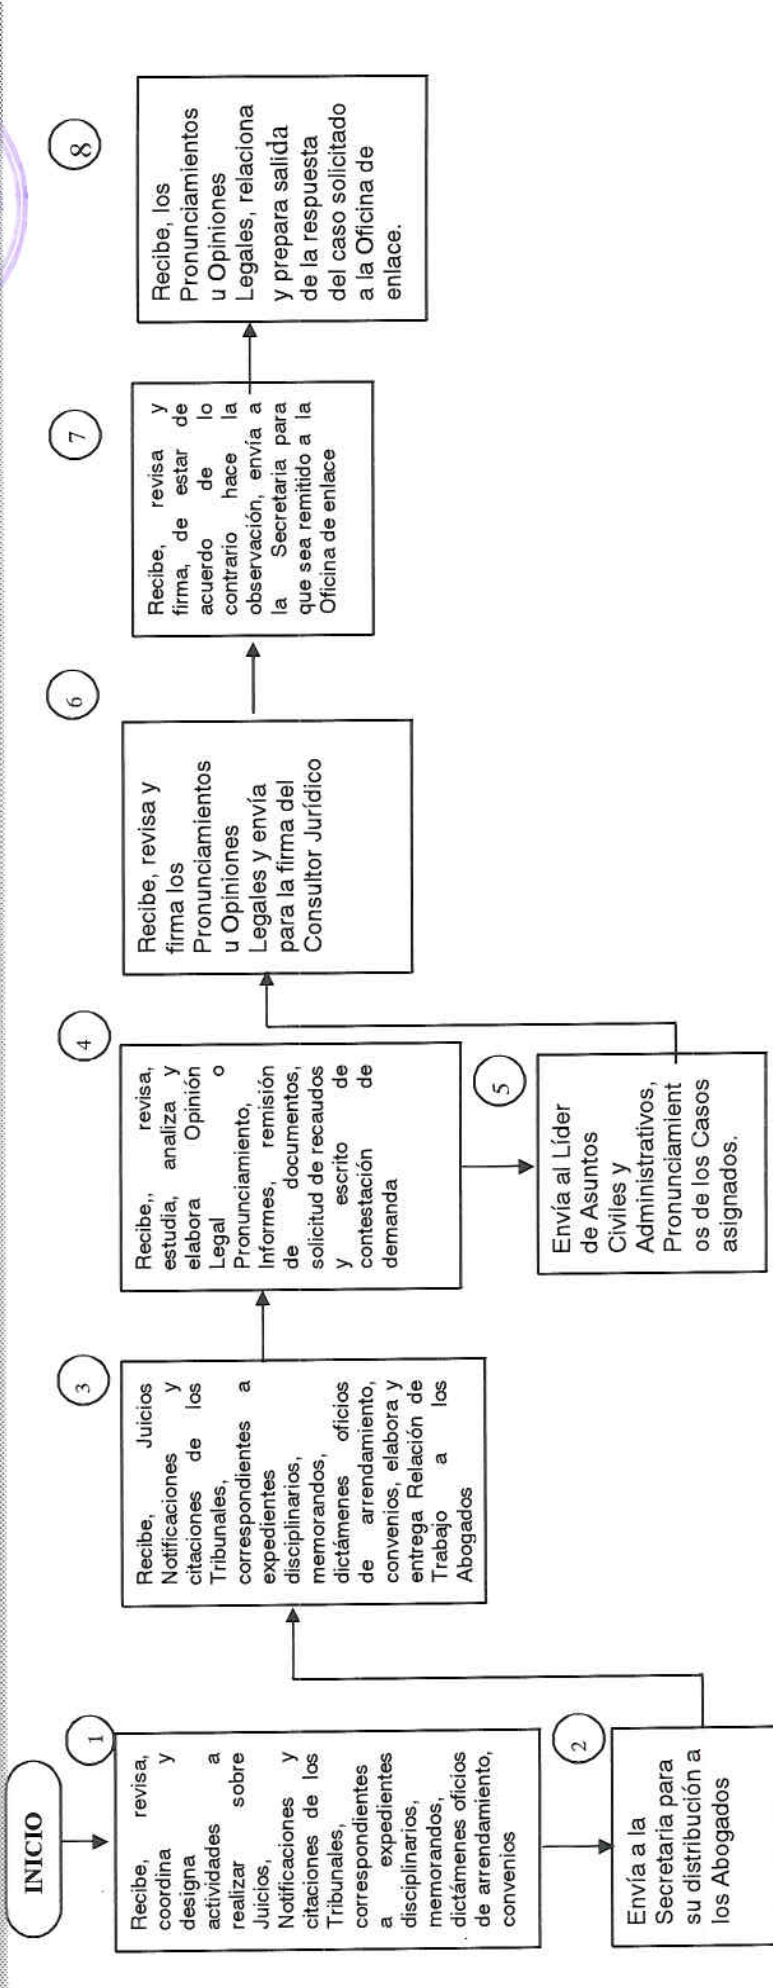 INICIO
1
Recibe, revisa,
coordina y
designa
actividades a
realizar sobre
Juicios,
Notificaciones y
citaciones de los
Tribunales,
correspondientes
a expedientes
disciplinarios,
memorandos,
dictámenes oficios
de arrendamiento,
convenios
2
Envía a la
Secretaria para
su distribución a
los Abogados
3
Recibe, Juicios
Notificaciones y
citaciones de los
Tribunales,
correspondientes a
expedientes
disciplinarios,
memorandos,
dictámenes oficios
de arrendamiento,
convenios, elabora y
entrega Relación de
Trabajo a los
Abogados
4
Recibe,, revisa,
estudia, analiza y
elabora Opinión
Legal o
Pronunciamiento,
Informes, remisión
de documentos,
solicitud de recaudos
y escrito de
contestación de
demanda
5
Envía al Líder
de Asuntos
Civiles y
Administrativos,
Pronunciamient
os de los Casos
asignados.
6
Recibe, revisa y
firma los
Pronunciamientos
u Opiniones
Legales y envía
para la firma del
Consultor Jurídico
7
Recibe, revisa y
firma, de estar de
acuerdo de lo
contrario hace la
observación, envía a
la Secretaria para
que sea remitido a la
Oficina de enlace
8
Recibe, los
Pronunciamientos
u Opiniones
Legales, relaciona
y prepara salida
de la respuesta
del caso solicitado
a la Oficina de
enlace.